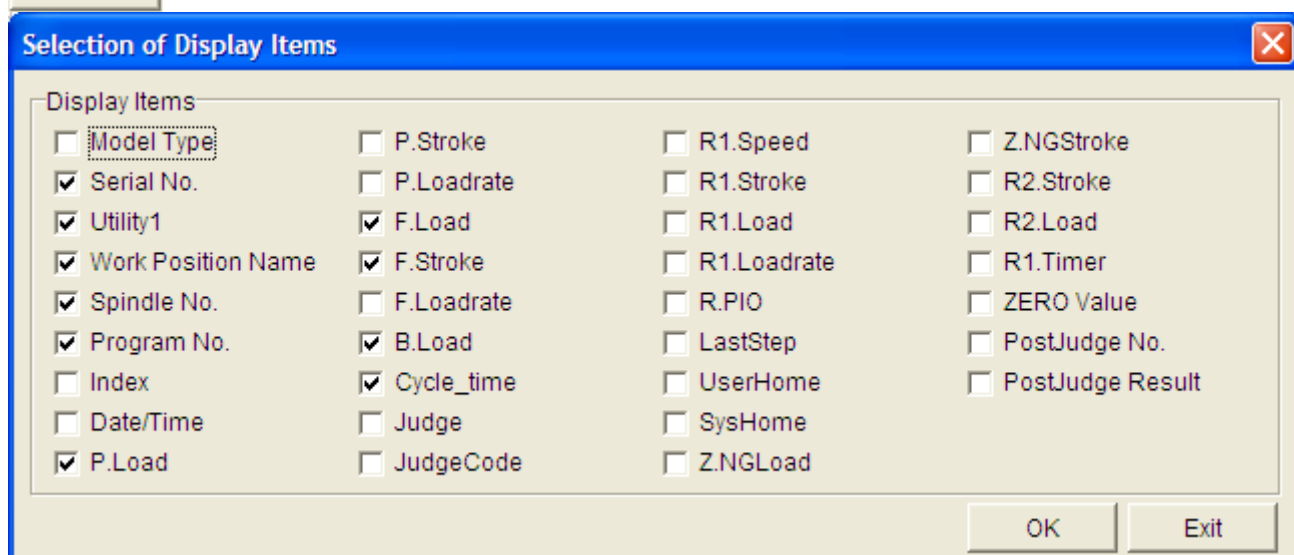 Selection of Display Items
Display Items
Model Type
Serial No.
Utility1
Work Position Name
Spindle No.
Program No.
Index
Date/Time
P.Load
P.Stroke
P.Loadrate
F.Load
F.Stroke
F.Loadrate
B.Load
Cycle_time
Judge
JudgeCode
R1.Speed
R1.Stroke
R1.Load
R1.Loadrate
R.PIO
LastStep
UserHome
SysHome
Z.NGLoad
Z.NGStroke
R2.Stroke
R2.Load
R1.Timer
ZERO Value
PostJudge No.
PostJudge Result
OK
Exit